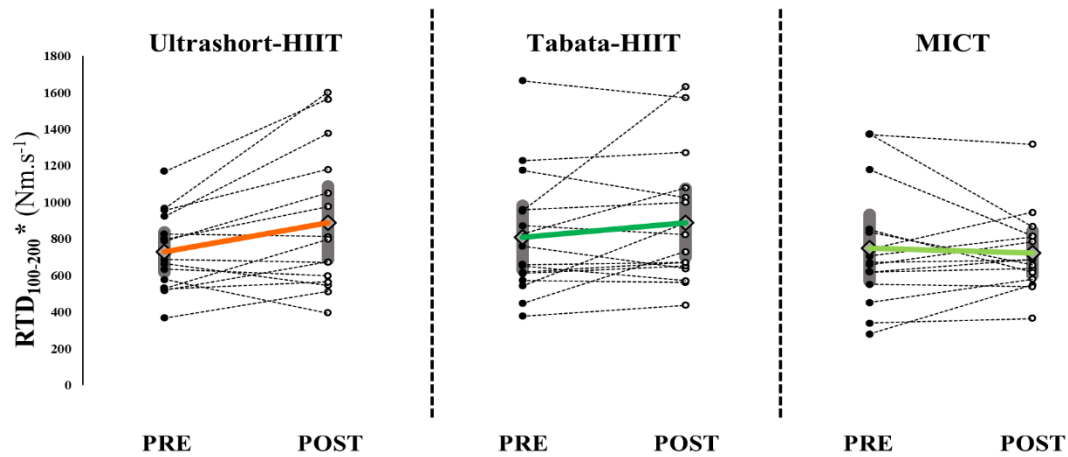 Ultrashort-HIIT
Tabata-HIIT
MICT
RTD100-200* (Nm.s-1)
1800
1600
1400
1200
1000
800
600
400
200
0
PRE
POST
PRE
POST
PRE
POST